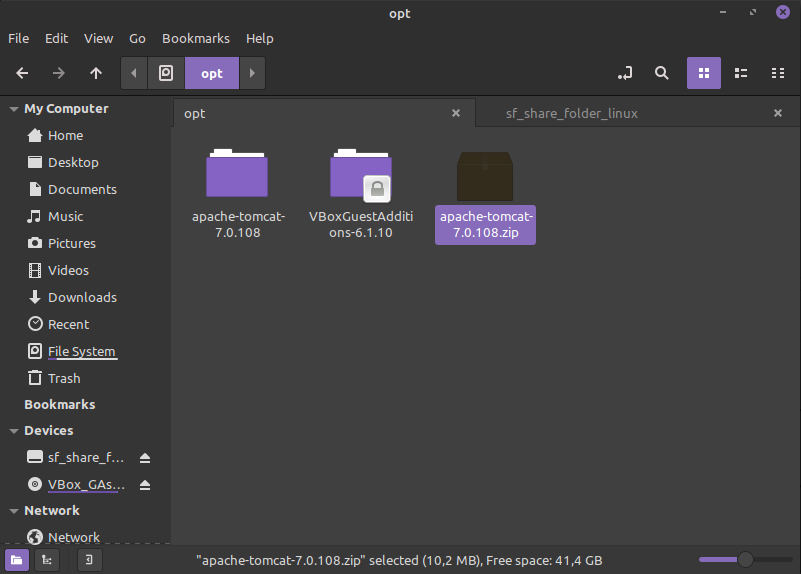 opt
File Edit View Go Bookmarks Help
opt
opt
sf_share_folder_linux
My Computer
Home
Desktop
Documents
Music
Pictures
Videos
Downloads
Recent
File System
Trash
Bookmarks
Devices
sf_share_f...
VBox_GAs...
Network
Network
apache-tomcat-
7.0.108
VBoxGuestAdditi
ons-6.1.10
apache-tomcat-
7.0.108.zip
"apache-tomcat-7.0.108.zip" selected (10,2 MB), Free space: 41,4 GB